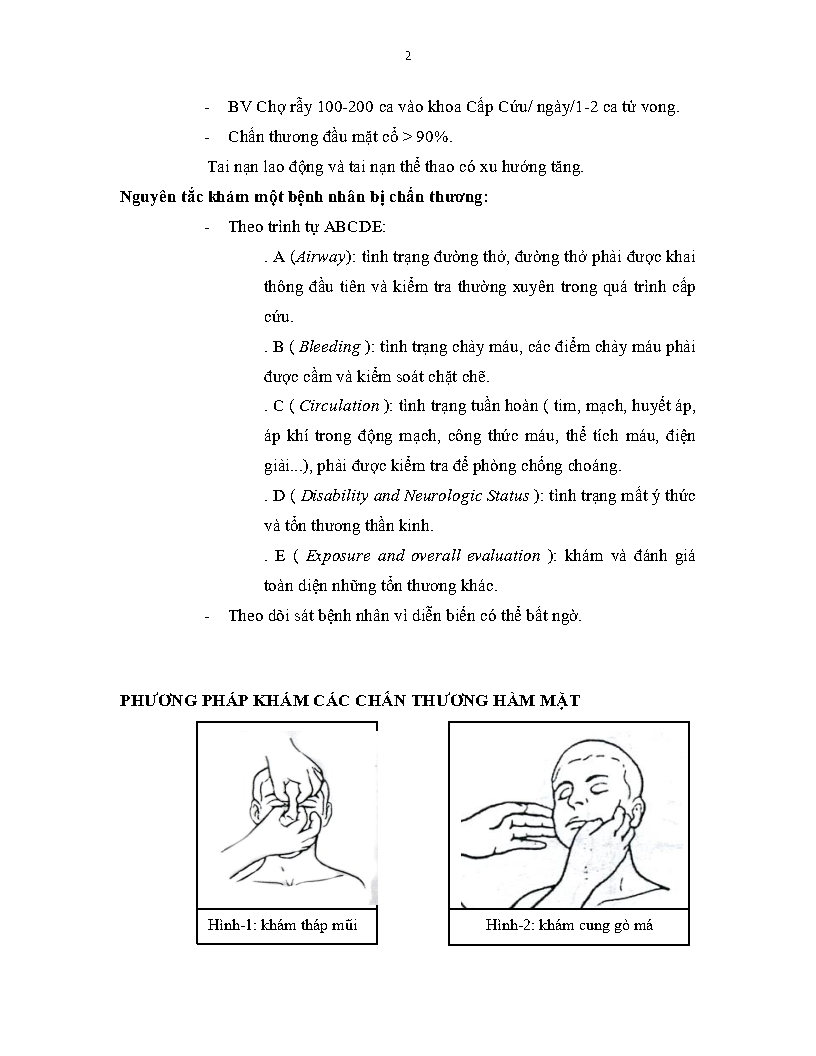 2
- BV Chợ rẫy 100-200 ca vào khoa Cấp Cứu/ ngày/1-2 ca tử vong.
- Chấn thương đầu mặt cổ > 90%.
Tai nạn lao động và tai nạn thể thao có xu hướng tăng.
Nguyên tắc khám một bệnh nhân bị chấn thương:
- Theo trình tự ABCDE:
. A (Airway): tình trạng đường thở, đường thở phải được khai
thông đầu tiên và kiểm tra thường xuyên trong quá trình cấp
cứu.
. B ( Bleeding ): tình trạng chảy máu, các điểm chảy máu phải
được cầm và kiểm soát chặt chẽ.
. C ( Circulation ): tình trạng tuần hoàn ( tim, mạch, huyết áp,
áp khí trong động mạch, công thức máu, thể tích máu, điện
giải...), phải được kiểm tra để phòng chống choáng.
. D ( Disability and Neurologic Status ): tình trạng mất ý thức
và tổn thương thần kinh.
. E ( Exposure and overall evaluation ): khám và đánh giá
toàn diện những tổn thương khác.
- Theo dõi sát bệnh nhân vì diễn biến có thể bất ngờ.
PHƯƠNG PHÁP KHÁM CÁC CHẤN THƯƠNG HÀM MẶT
Hình-1: khám tháp mũi
Hình-2: khám cung gò má